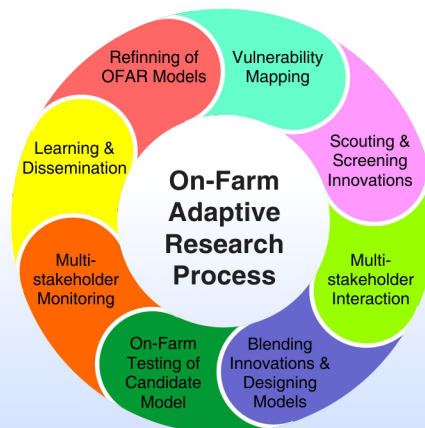 On-Farm
Adaptive
Research
Process
Vulnerability
Mapping
Scouting &
Screening
Innovations
Multi-
stakeholder
Interaction
Blending
Innovations &
Designing
Models
On-Farm
Testing of
Candidate
Model
Multi-
stakeholder
Monitoring
Learning &
Dissemination
Refinning of
OFAR Models